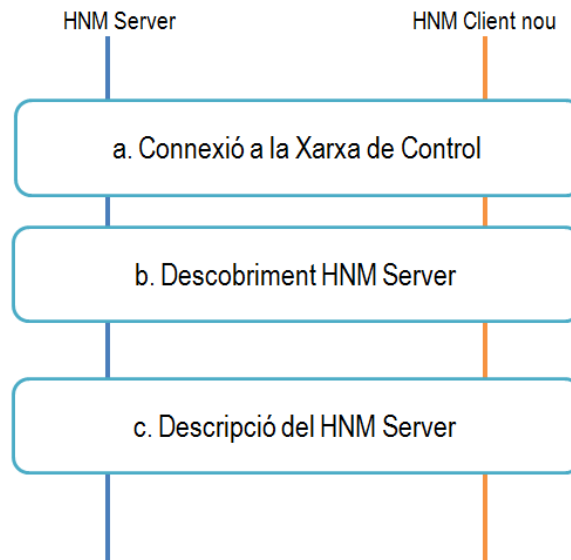 HNM Server
HNM Client nou
a. Connexió a la Xarxa de Control
b. Descobriment HNM Server
c. Descripció del HNM Server